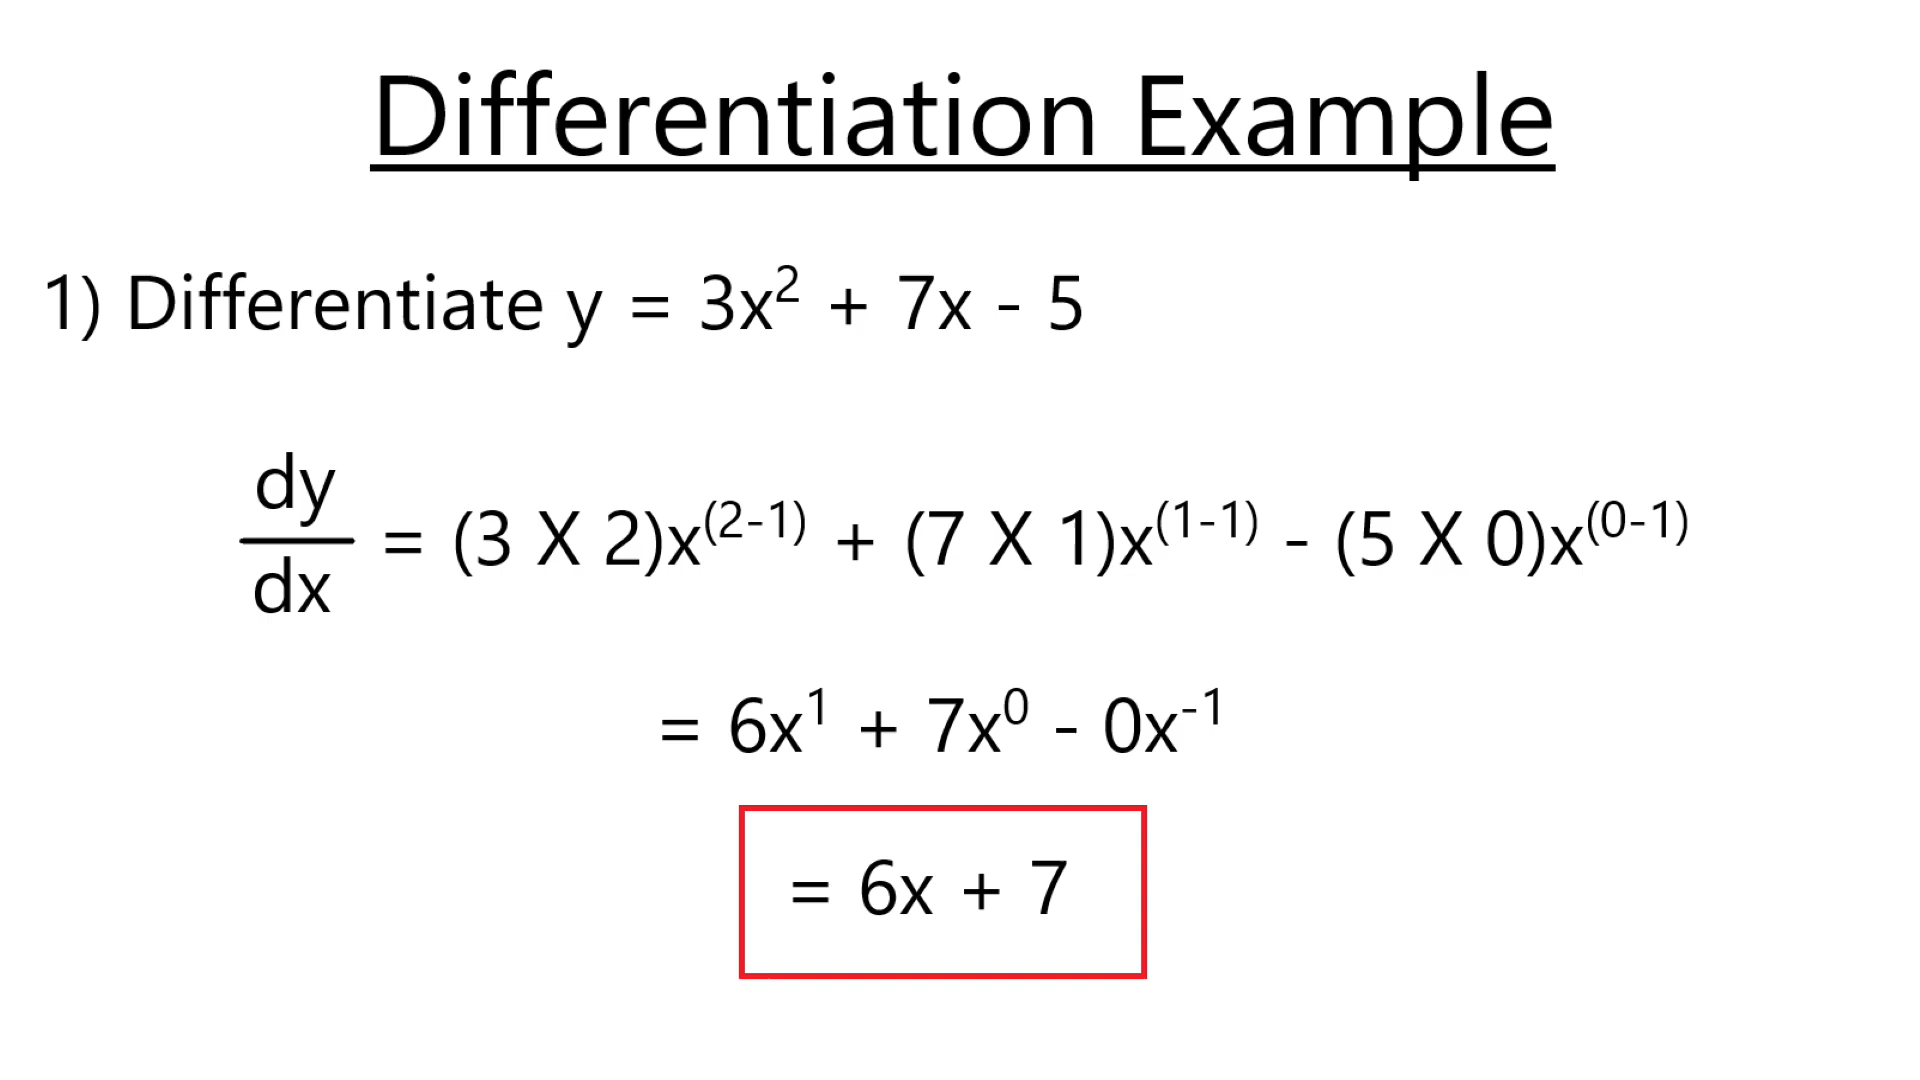 Differentiation Example
1) Differentiate y = 3x² + 7x - 5
dy
dx
= (3 X 2)x⁽²⁻¹⁾ + (7 X 1)x⁽¹⁻¹⁾ - (5 X 0)x⁽⁰⁻¹⁾
= 6x¹ + 7x⁰ - 0x⁻¹
= 6x + 7